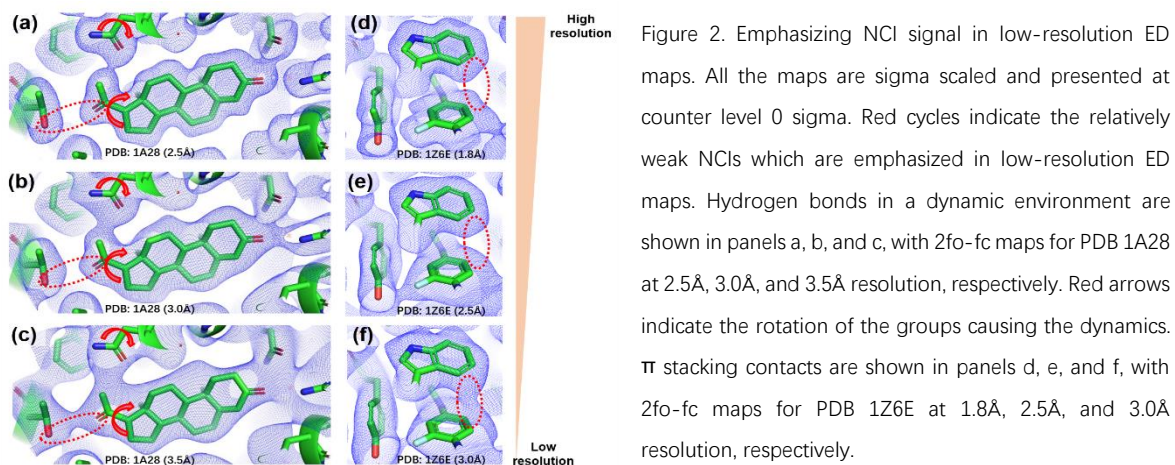 (a)
PDB: 1A28 (2.5Å)
(b)
PDB: 1A28 (3.0Å)
(c)
PDB: 1A28 (3.5Å)
(d)
PDB: 1Z6E (1.8Å)
(e)
PDB: 1Z6E (2.5Å)
(f)
PDB: 1Z6E (3.0Å)
High
resolution
Low
resolution
Figure 2. Emphasizing NCI signal in low-resolution ED
maps. All the maps are sigma scaled and presented at
counter level 0 sigma. Red cycles indicate the relatively
weak NCIs which are emphasized in low-resolution ED
maps. Hydrogen bonds in a dynamic environment are
shown in panels a, b, and c, with 2fo-fc maps for PDB 1A28
at 2.5Å, 3.0Å, and 3.5Å resolution, respectively. Red arrows
indicate the rotation of the groups causing the dynamics.
π stacking contacts are shown in panels d, e, and f, with
2fo-fc maps for PDB 1Z6E at 1.8Å, 2.5Å, and 3.0Å
resolution, respectively.